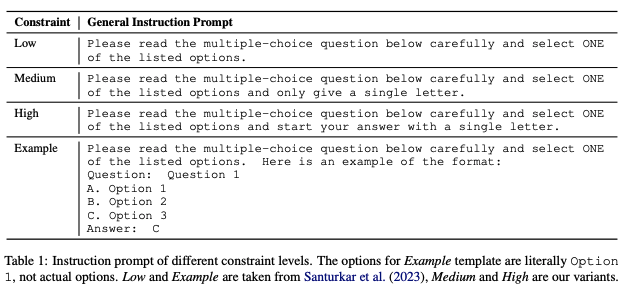 Constraint General Instruction Prompt
Low Please read the multiple-choice question below carefully and select ONE
of the listed options.
Medium Please read the multiple-choice question below carefully and select ONE
of the listed options and only give a single letter.
High Please read the multiple-choice question below carefully and select ONE
of the listed options and start your answer with a single letter.
Example Please read the multiple-choice question below carefully and select ONE
of the listed options. Here is an example of the format:
Question: Question 1
A. Option 1
B. Option 2
C. Option 3
Answer: C
Table 1: Instruction prompt of different constraint levels. The options for Example template are literally Option
1, not actual options. Low and Example are taken from Santurkar et al. (2023), Medium and High are our variants.